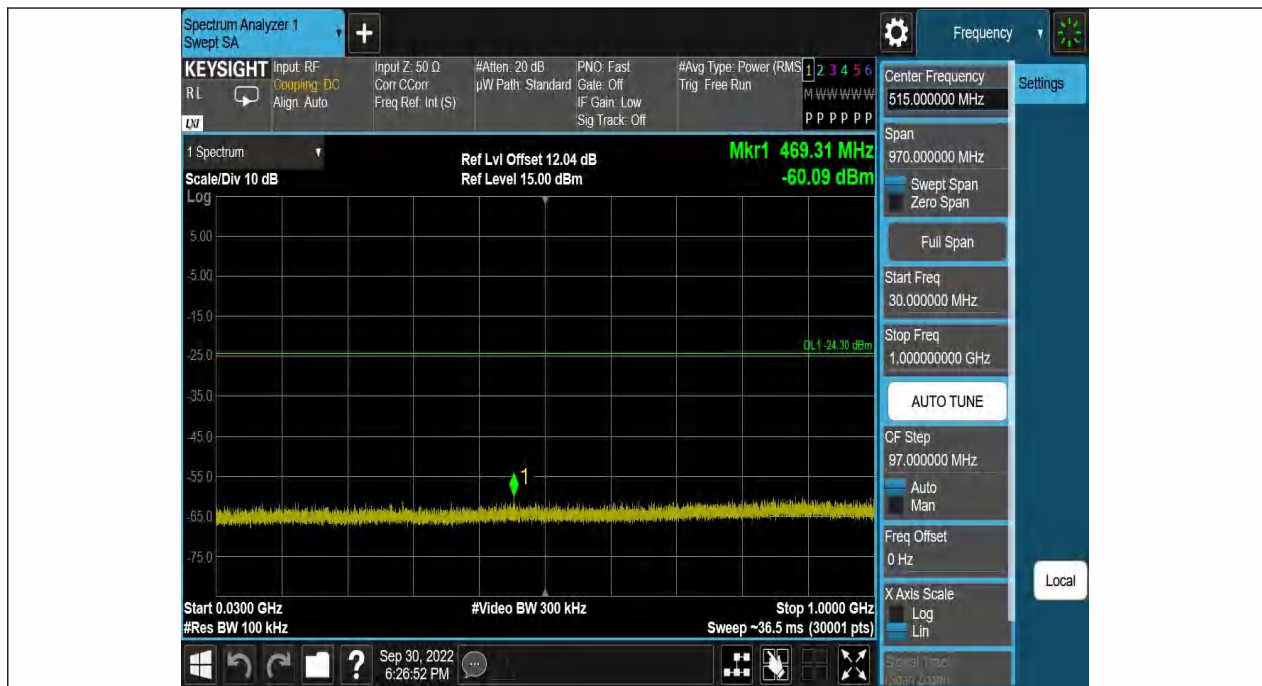 Spectrum Analyzer 1
Swept SA
Frequency
KEYSIGHT
RL
LXI
Input: RF
Coupling: DC
Align: Auto
Input Z: 50 Ω
Corr CCorr
Freq Ref: Int (S)
#Atten: 20 dB
µW Path: Standard
PNO: Fast
Gate: Off
IF Gain: Low
Sig Track: Off
#Avg Type: Power (RMS
Trig: Free Run
1 2 3 4 5 6
M W W W W W
P P P P P P
1 Spectrum
Scale/Div 10 dB
Ref Lvl Offset 12.04 dB
Ref Level 15.00 dBm
Mkr1 469.31 MHz
-60.09 dBm
Log
5.00
-5.00
-15.0
DL1 -24.30 dBm
-25.0
-35.0
-45.0
-55.0
1
-65.0
-75.0
Start 0.0300 GHz
#Res BW 100 kHz
#Video BW 300 kHz
Stop 1.0000 GHz
Sweep ~36.5 ms (30001 pts)
?
Sep 30, 2022
6:26:52 PM
Center Frequency
515.000000 MHz
Span
970.000000 MHz
Swept Span
Zero Span
Full Span
Start Freq
30.000000 MHz
Stop Freq
1.000000000 GHz
AUTO TUNE
CF Step
97.000000 MHz
Auto
Man
Freq Offset
0 Hz
X Axis Scale
Log
Lin
Signal Track
(Span Zoom)
Settings
Local